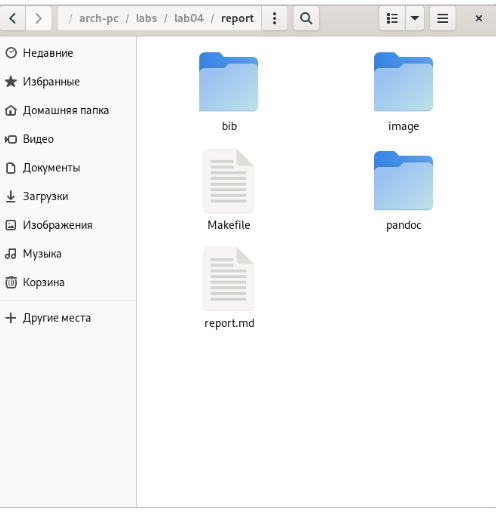 / arch-pc / labs / lab04 / report
Недавние
Избранные
Домашняя папка
Видео
Документы
Загрузки
Изображения
Музыка
Корзина
Другие места
bib
image
Makefile
pandoc
report.md